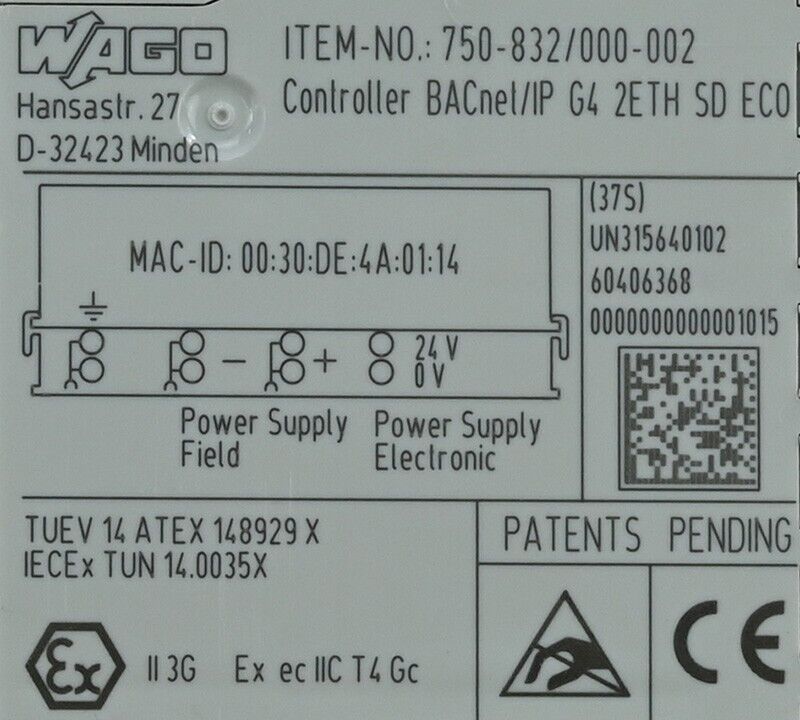 WAGO
Hansastr. 27
D-32423 Minden
ITEM-NO.: 750-832/000-002
Controller BACnet/IP G4 2ETH SD ECO
MAC-ID: 00:30:DE:4A:01:14
- + 24 V
0 V
Power Supply
Field
Power Supply
Electronic
(37S)
UN315640102
60406368
0000000000001015
TUEV 14 ATEX 148929 X
IECEx TUN 14.0035X
Ex II 3G Ex ec IIC T4 Gc
PATENTS PENDING
CE